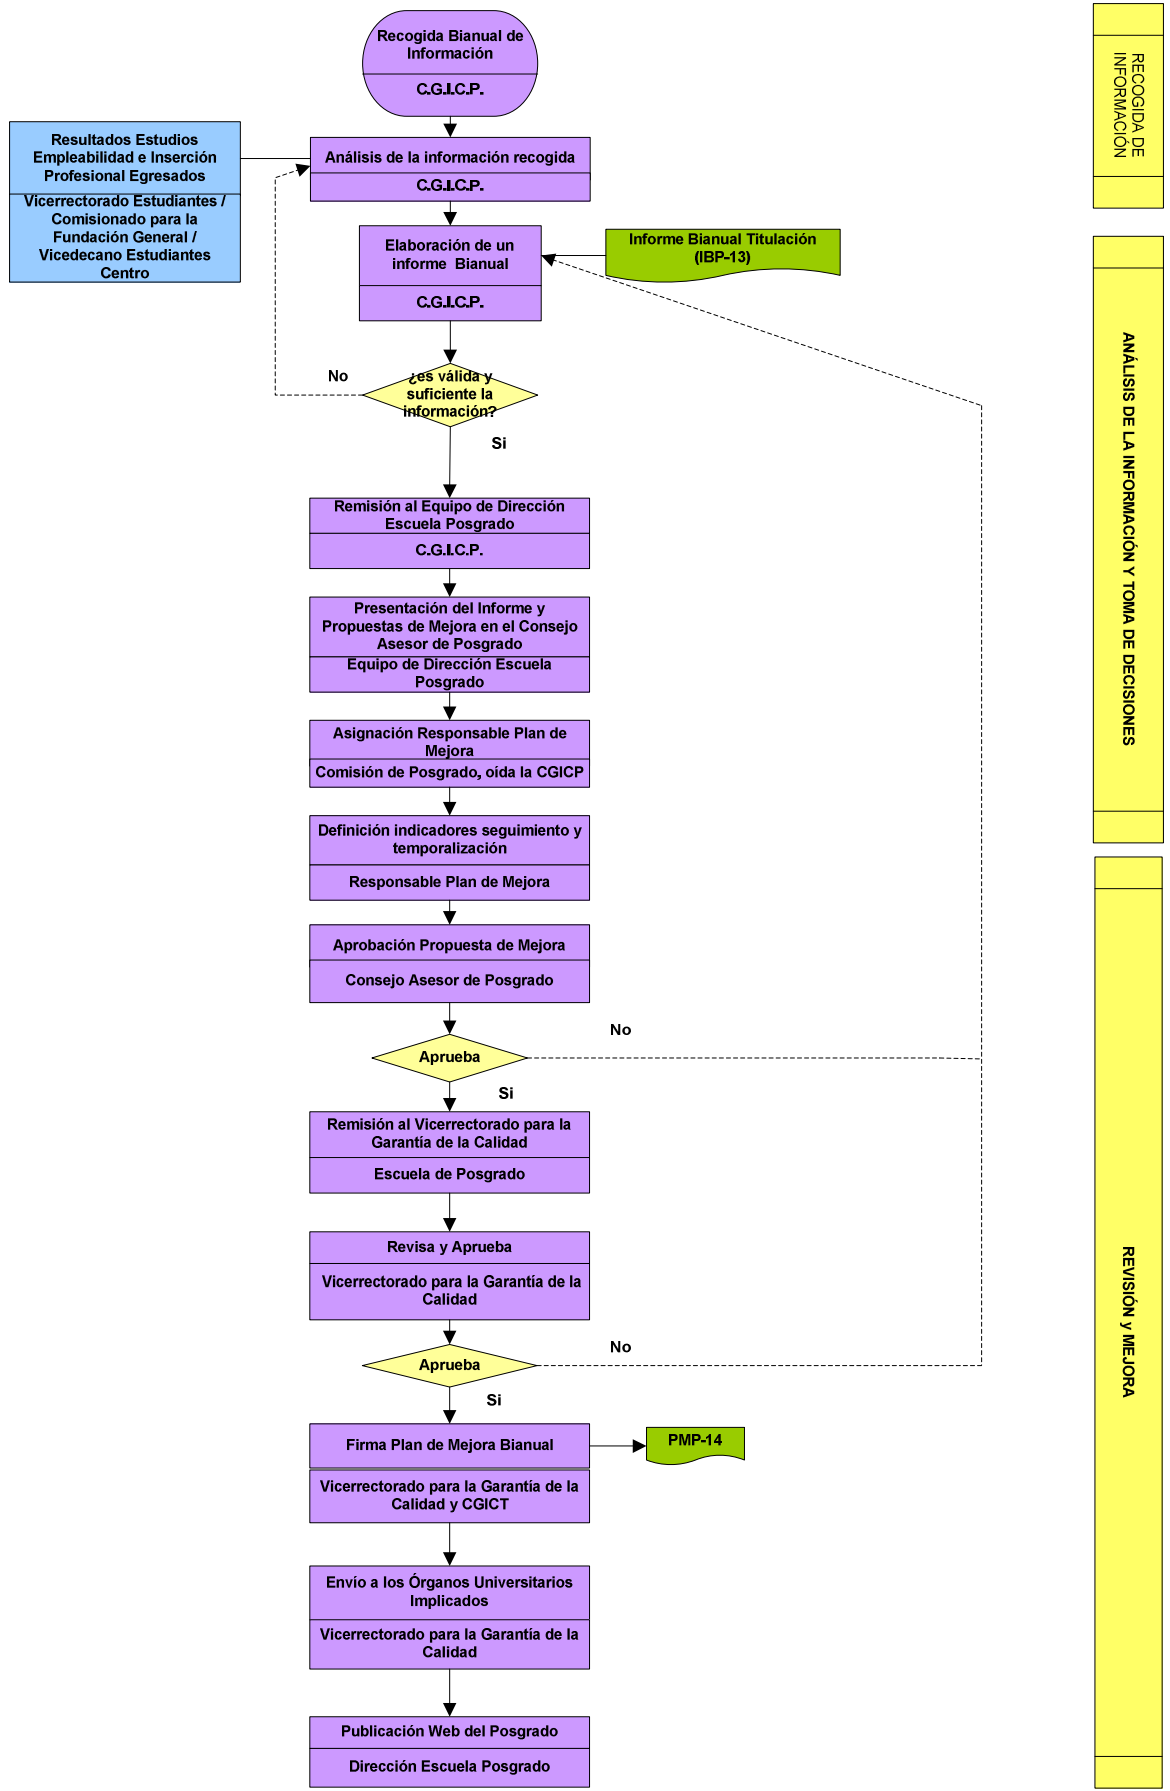 Recogida Bianual de
Información
C.G.I.C.P.
RECOGIDA DE
INFORMACIÓN
Resultados Estudios
Empleabilidad e Inserción
Profesional Egresados
Vicerrectorado Estudiantes /
Comisionado para la
Fundación General /
Vicedecano Estudiantes
Centro
Análisis de la información recogida
C.G.I.C.P.
Elaboración de un
informe Bianual
C.G.I.C.P.
Informe Bianual Titulación
(IBP-13)
No
¿es válida y
suficiente la
información?
Si
ANÁLISIS DE LA INFORMACIÓN Y TOMA DE DECISIONES
Remisión al Equipo de Dirección
Escuela Posgrado
C.G.I.C.P.
Presentación del Informe y
Propuestas de Mejora en el Consejo
Asesor de Posgrado
Equipo de Dirección Escuela
Posgrado
Asignación Responsable Plan de
Mejora
Comisión de Posgrado, oída la CGICP
Definición indicadores seguimiento y
temporalización
Responsable Plan de Mejora
Aprobación Propuesta de Mejora
Consejo Asesor de Posgrado
No
Aprueba
Si
Remisión al Vicerrectorado para la
Garantía de la Calidad
Escuela de Posgrado
Revisa y Aprueba
Vicerrectorado para la Garantía de la
Calidad
REVISIÓN y MEJORA
No
Aprueba
Si
Firma Plan de Mejora Bianual
PMP-14
Vicerrectorado para la Garantía de la
Calidad y CGICT
Envío a los Órganos Universitarios
Implicados
Vicerrectorado para la Garantía de la
Calidad
Publicación Web del Posgrado
Dirección Escuela Posgrado